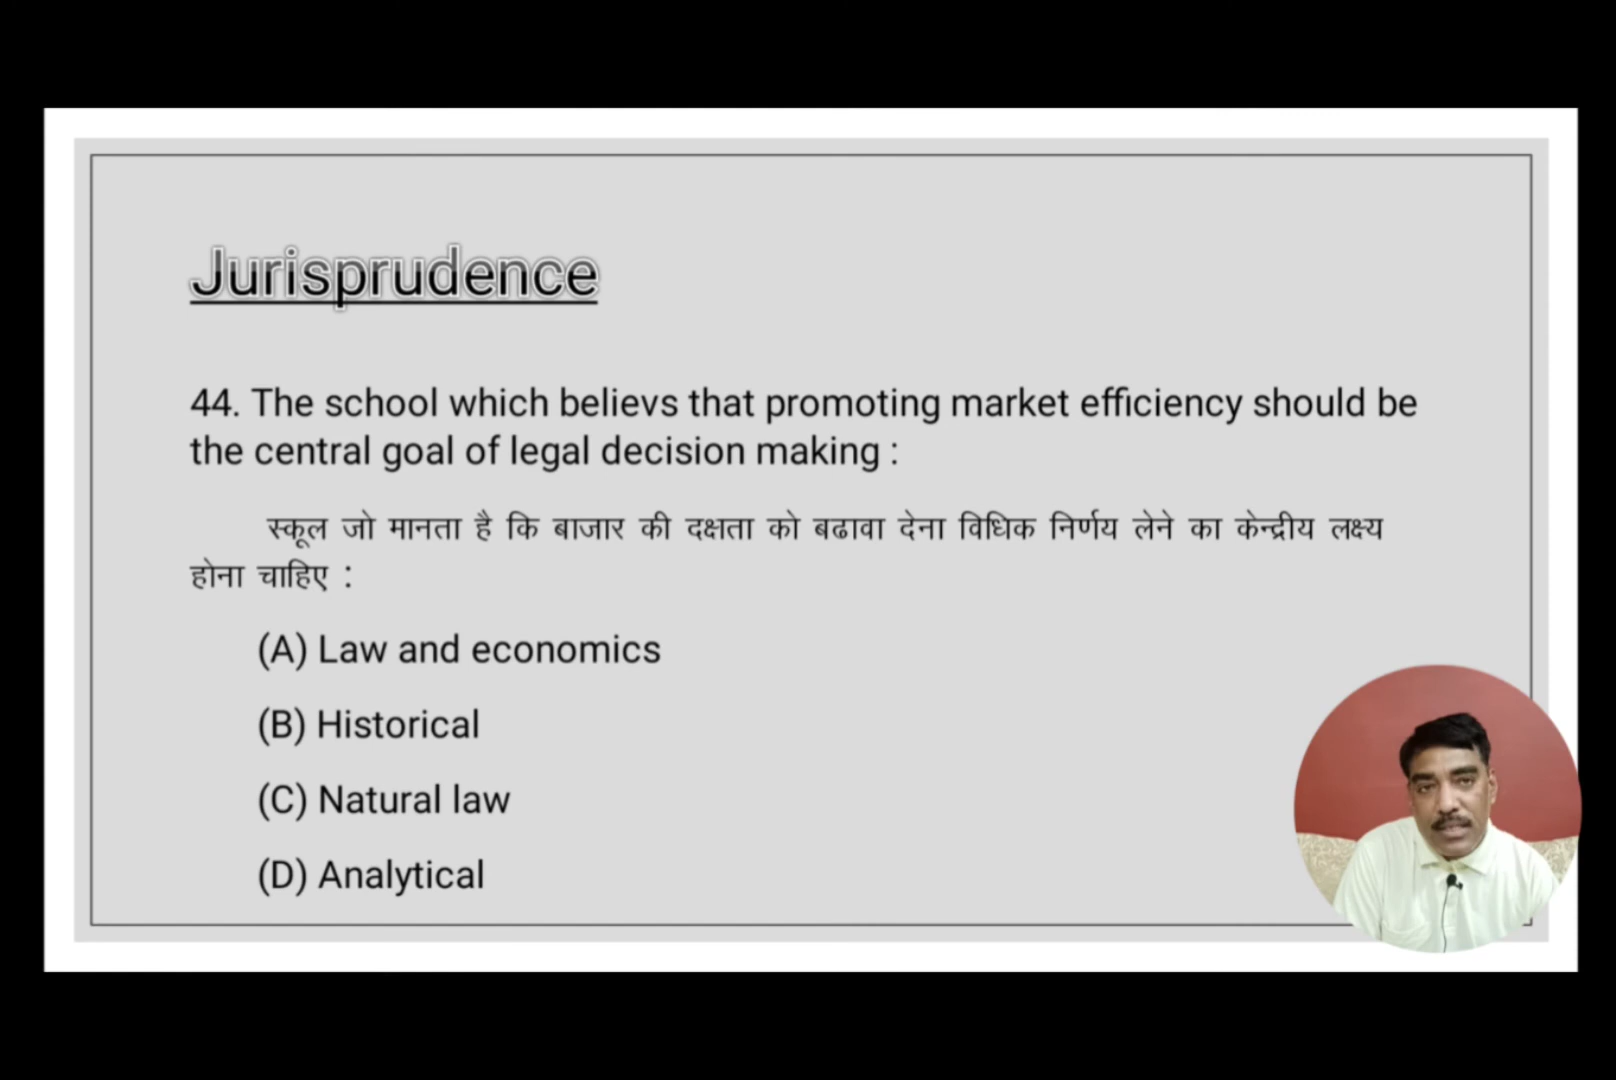 Jurisprudence
44. The school which believs that promoting market efficiency should be
the central goal of legal decision making :
स्कूल जो मानता है कि बाजार की दक्षता को बढावा देना विधिक निर्णय लेने का केन्द्रीय लक्ष्य
होना चाहिए :
(A) Law and economics
(B) Historical
(C) Natural law
(D) Analytical